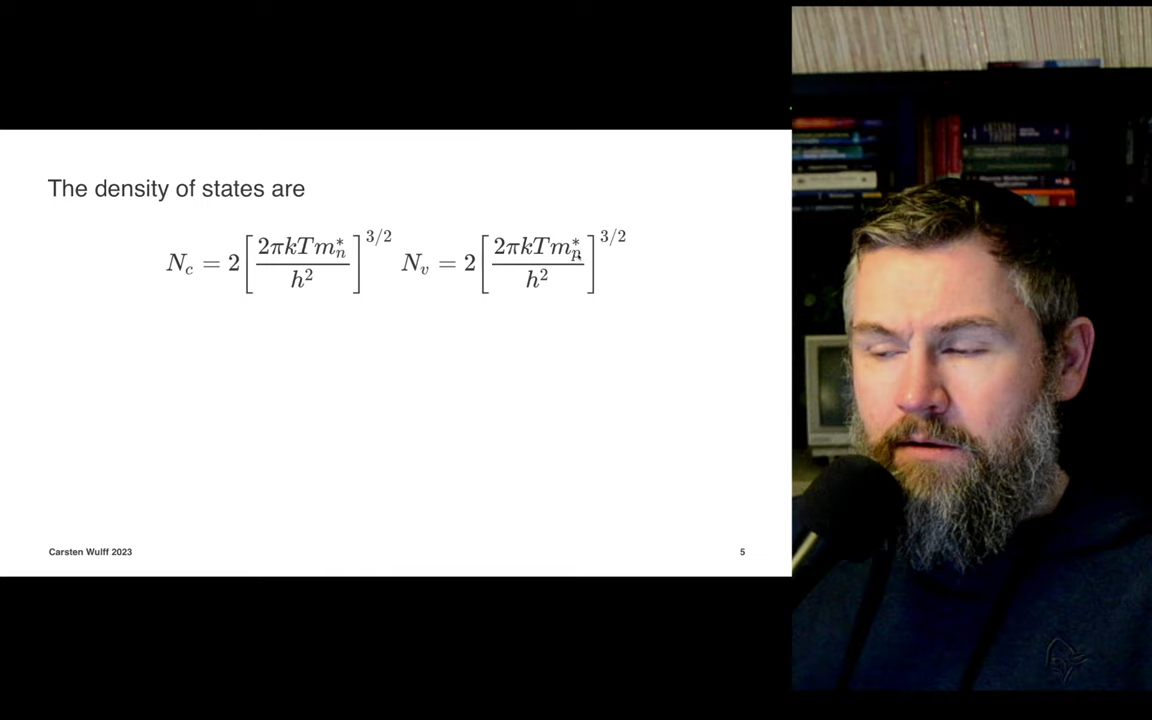 The density of states are
N_c = 2[2πkTm_n^*/h^2]^{3/2} N_v = 2[2πkTm_p^*/h^2]^{3/2}
Carsten Wulff 2023
5